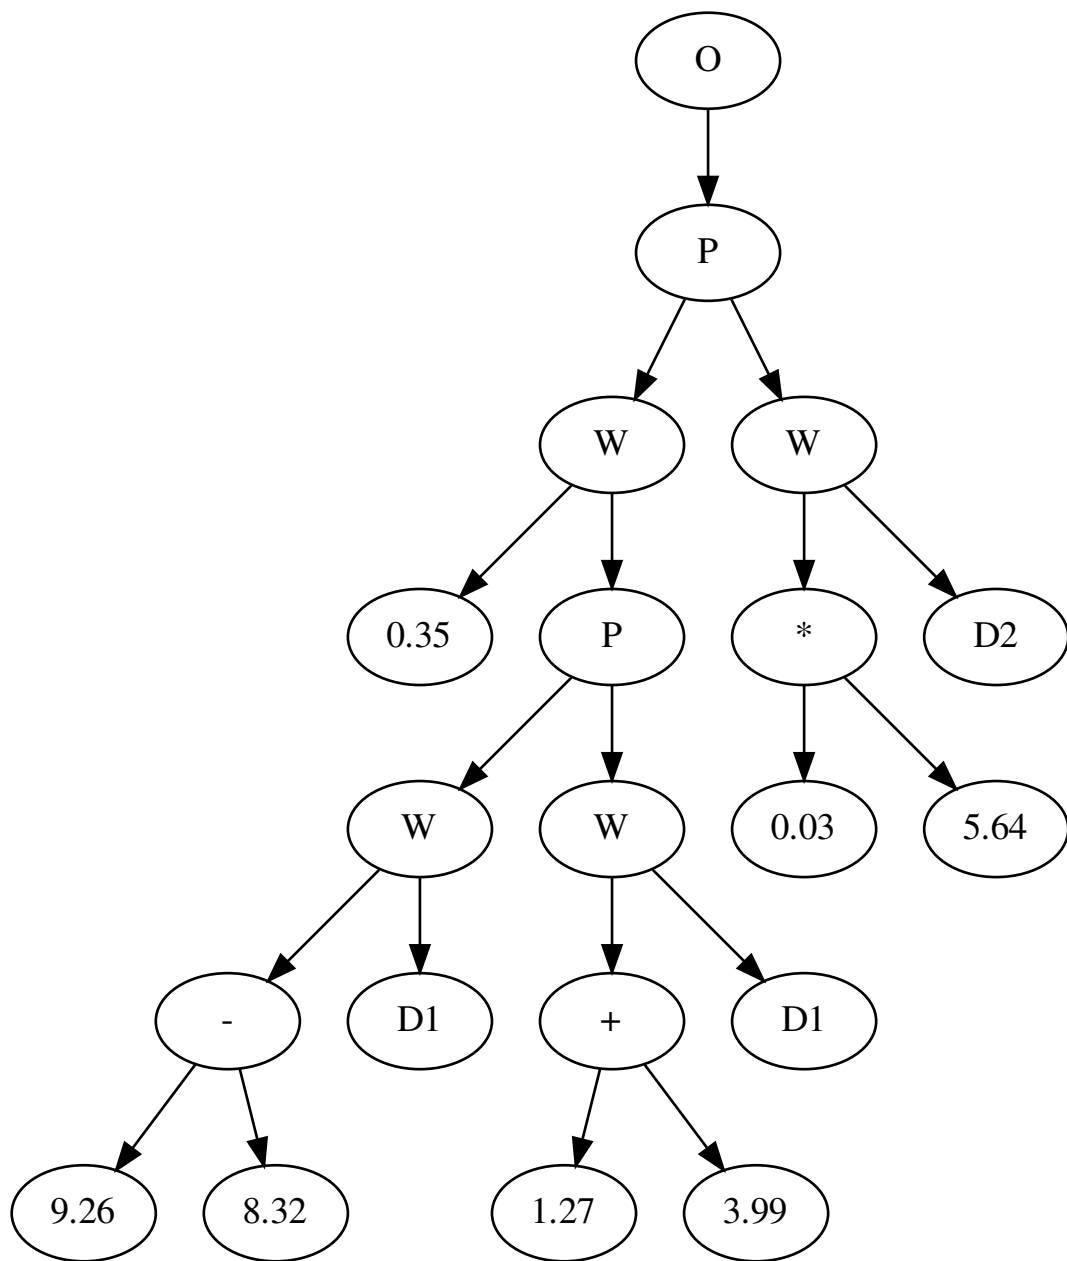 O
P
W W
0.35 P * D2
W W 0.03 5.64
- D1 + D1
9.26 8.32 1.27 3.99